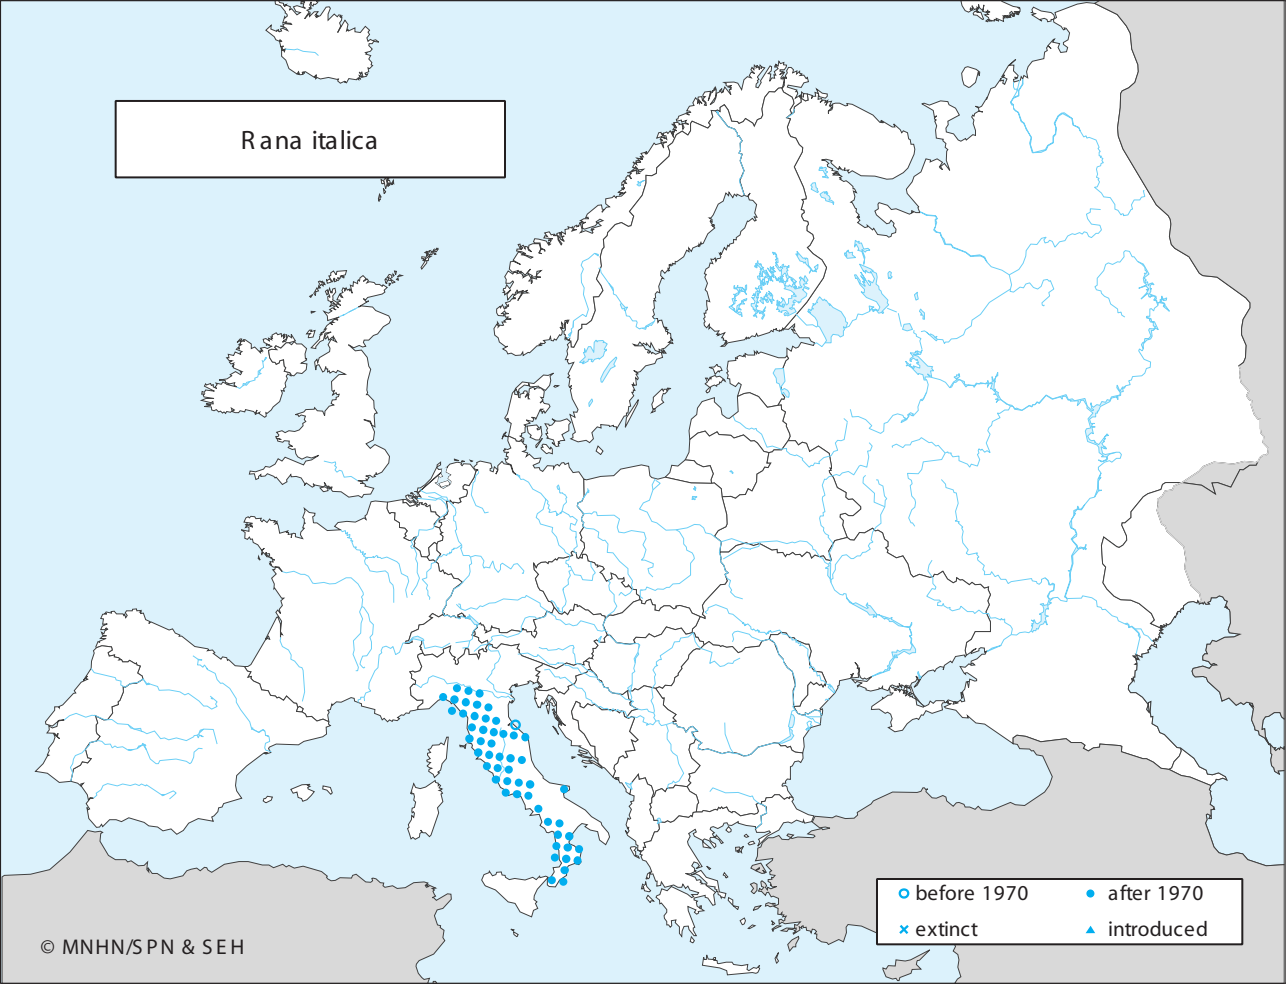 Rana italica
before 1970
after 1970
extinct
introduced
© MNHN/SPN & SEH